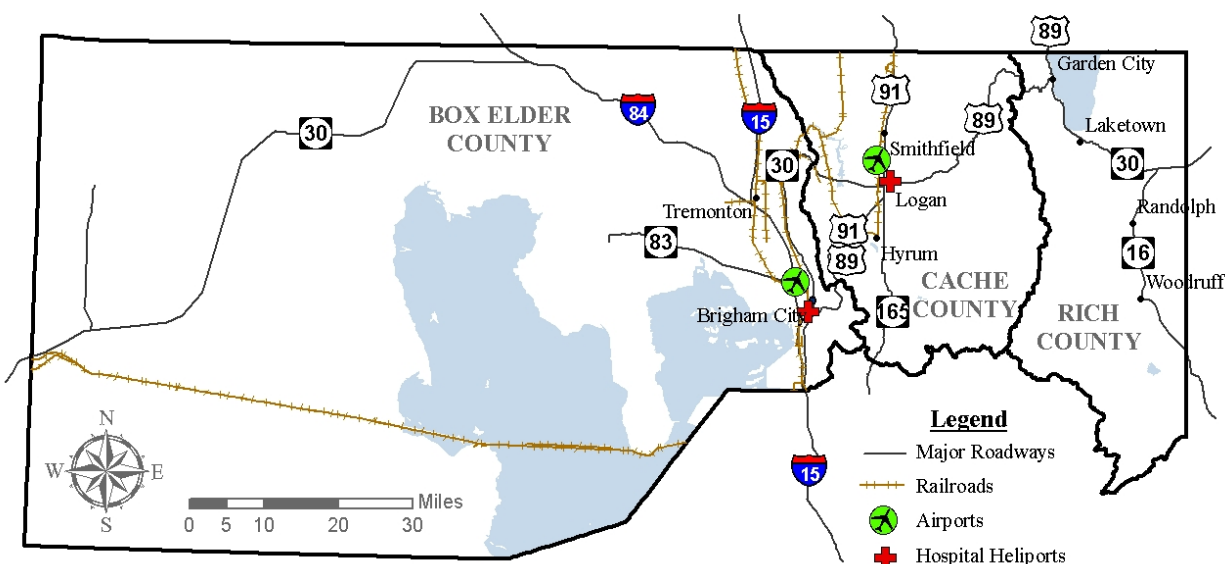 89
Garden City
91
BOX ELDER
COUNTY
84
15
89
30
Smithfield
Laketown
30
30
Logan
Tremonton
Randolph
83
91
89
Hyrum
16
CACHE
COUNTY
Woodruff
Brigham City
165
RICH
COUNTY
Legend
Major Roadways
Railroads
Airports
Hospital Heliports
15
N
W
E
S
Miles
0 5 10 20 30